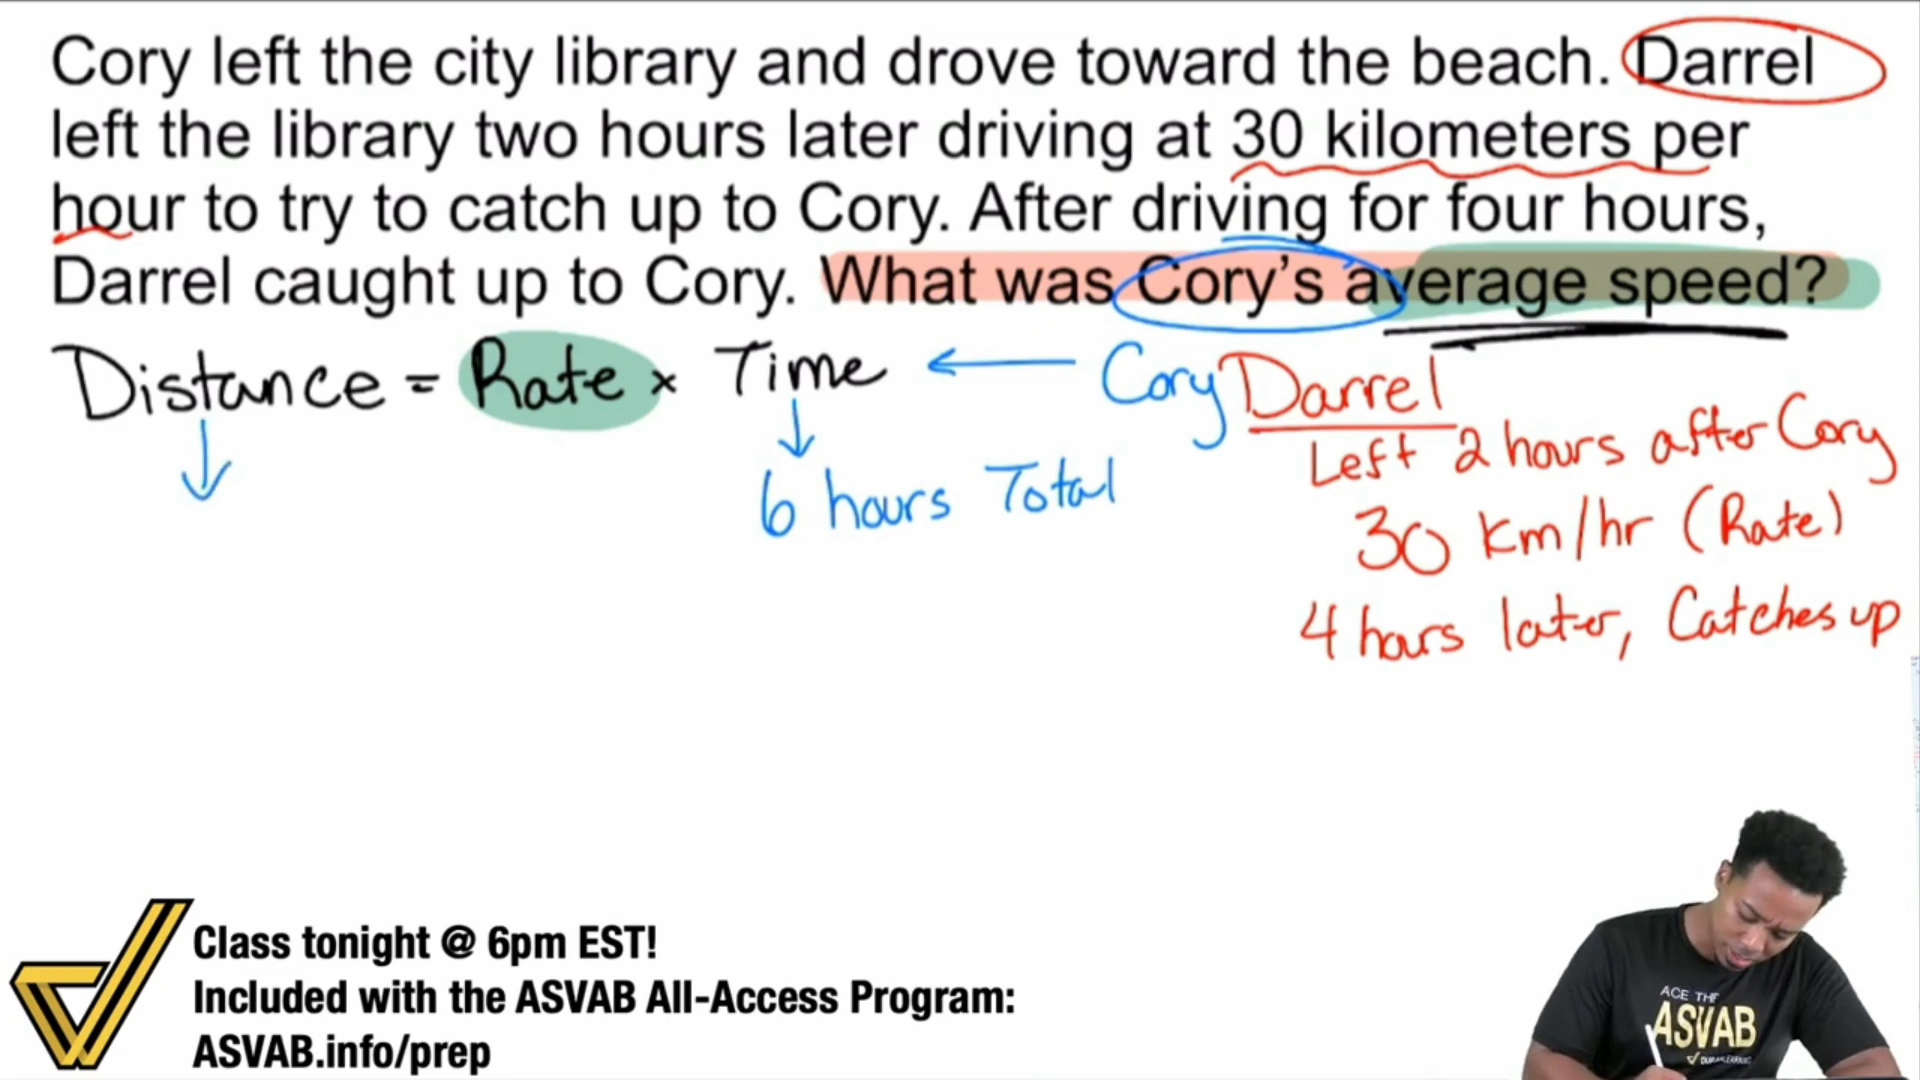 Cory left the city library and drove toward the beach. Darrel
left the library two hours later driving at 30 kilometers per
hour to try to catch up to Cory. After driving for four hours,
Darrel caught up to Cory. What was Cory's average speed?
Distance = Rate × Time ← Cory Darrel
Left 2 hours after Cory
6 hours Total
30 km/hr (Rate)
4 hours later, Catches up
Class tonight @ 6pm EST!
Included with the ASVAB All-Access Program:
ASVAB.info/prep
ACE THE
ASVAB